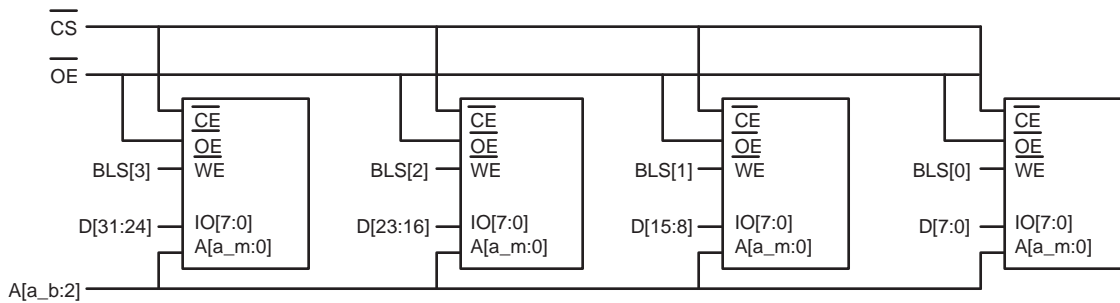 CS
OE
CE
OE
WE
BLS[3]
D[31:24]
IO[7:0]
A[a_m:0]
CE
OE
WE
BLS[2]
D[23:16]
IO[7:0]
A[a_m:0]
CE
OE
WE
BLS[1]
D[15:8]
IO[7:0]
A[a_m:0]
CE
OE
WE
BLS[0]
D[7:0]
IO[7:0]
A[a_m:0]
A[a_b:2]